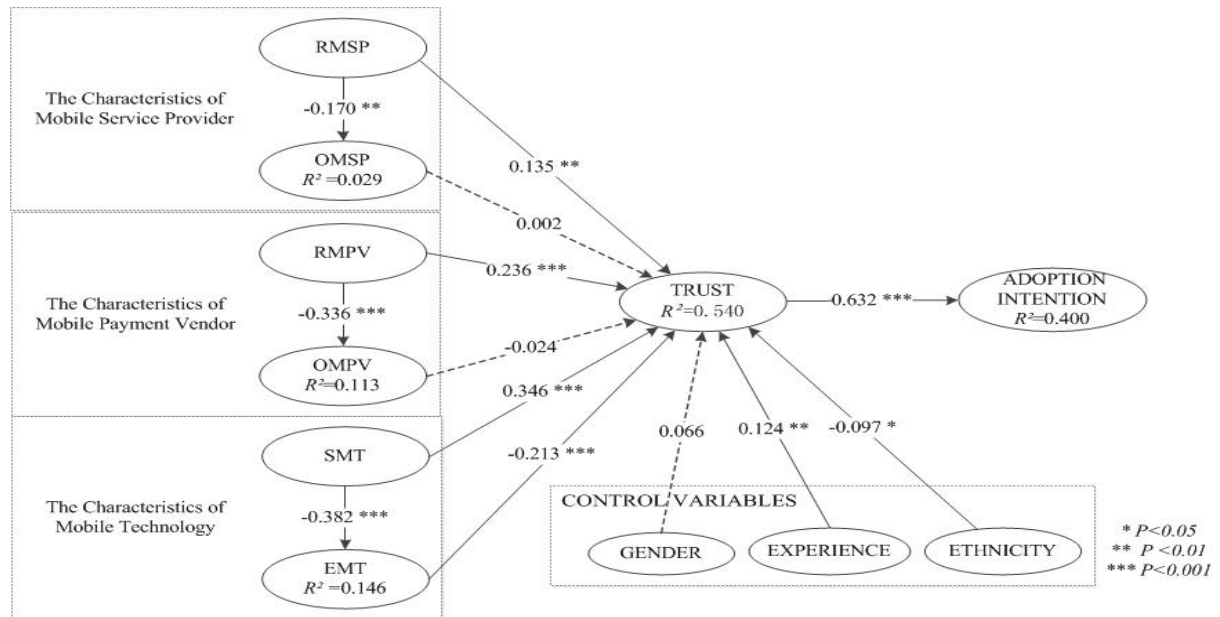 RMSP
The Characteristics of
Mobile Service Provider
-0.170 **
OMSP
R² =0.029
0.135 **
0.002
RMPV
0.236 ***
The Characteristics of
Mobile Payment Vendor
-0.336 ***
OMPV
R²=0.113
-0.024
TRUST
R²=0.540
0.632 ***
ADOPTION
INTENTION
R²=0.400
0.346 ***
SMT
-0.213 ***
The Characteristics of
Mobile Technology
-0.382 ***
EMT
R² =0.146
0.066
0.124 **
-0.097 *
CONTROL VARIABLES
GENDER
EXPERIENCE
ETHNICITY
* P<0.05
** P <0.01
*** P<0.001